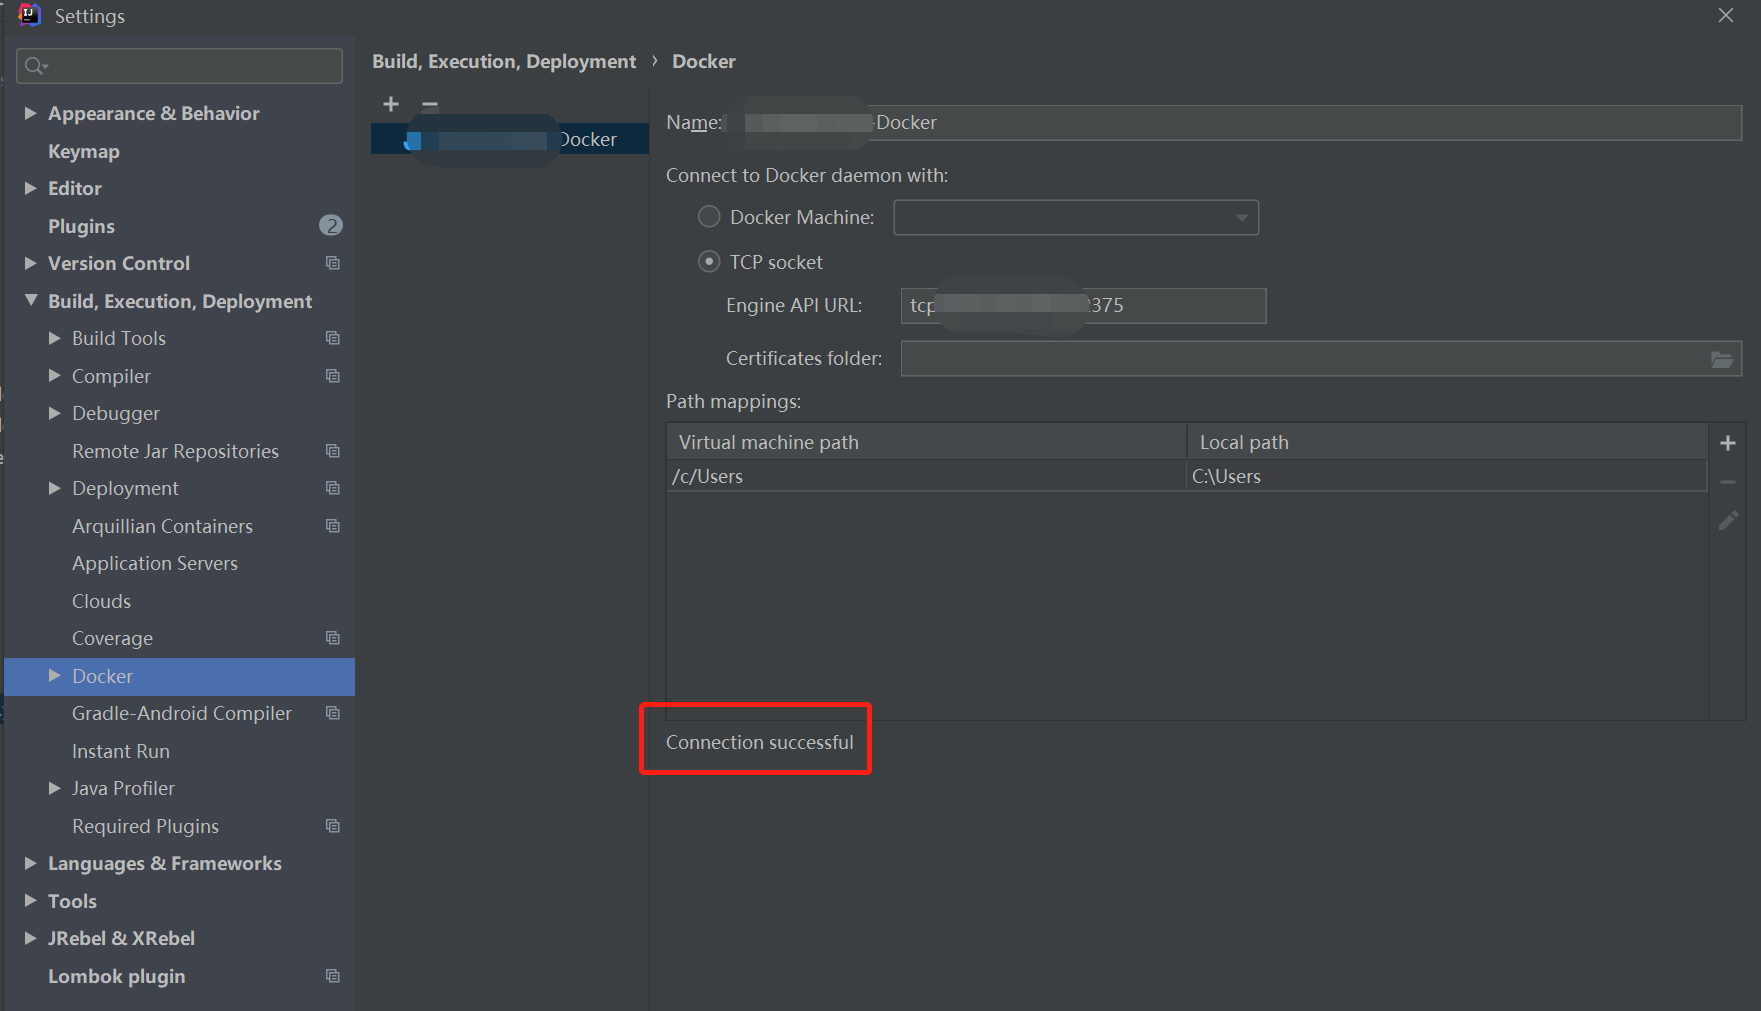 Settings
Appearance & Behavior
Keymap
Editor
Plugins
2
Version Control
Build, Execution, Deployment
Build Tools
Compiler
Debugger
Remote Jar Repositories
Deployment
Arquillian Containers
Application Servers
Clouds
Coverage
Docker
Gradle-Android Compiler
Instant Run
Java Profiler
Required Plugins
Languages & Frameworks
Tools
JRebel & XRebel
Lombok plugin
Build, Execution, Deployment › Docker
Docker
Name: -Docker
Connect to Docker daemon with:
Docker Machine:
TCP socket
Engine API URL: tcp 2375
Certificates folder:
Path mappings:
Virtual machine path Local path
/c/Users C:\Users
Connection successful